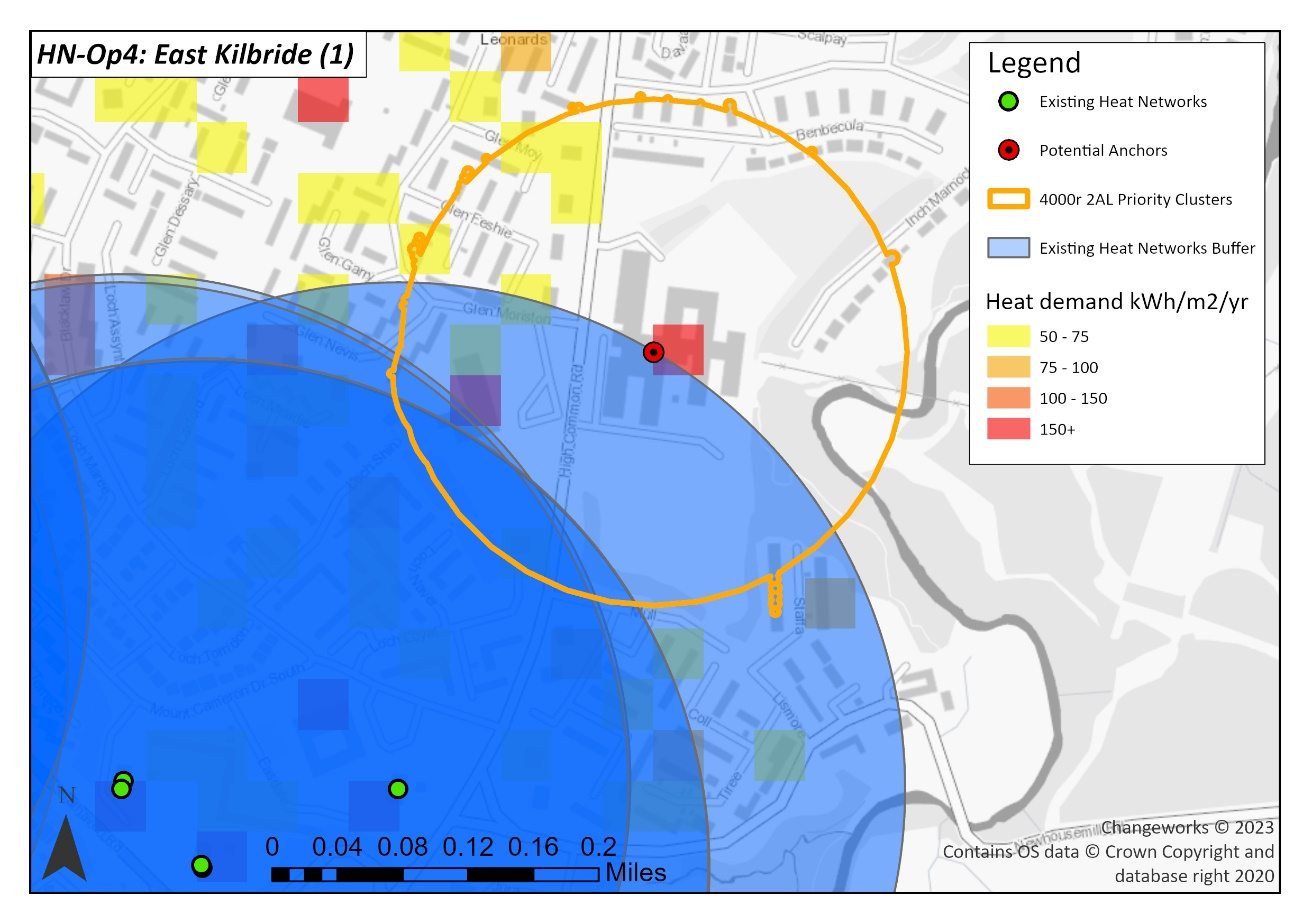 HN-Op4: East Kilbride (1)
Leonards
Scalpay
Legend
Existing Heat Networks
Potential Anchors
4000r 2AL Priority Clusters
Existing Heat Networks Buffer
Heat demand kWh/m2/yr
50 - 75
75 - 100
100 - 150
150+
Benbecula
Glen Moy
Glen Dessary
Glen Eeshie
Glen Garry
Glen Moriston
Glen Nevis
Loch Assynt
High Common Rd
Mull
Staffa
Coll
Lismore
Tiree
Mount Cameron Dr South
N
0 0.04 0.08 0.12 0.16 0.2
Miles
Changeworks © 2023
Contains OS data © Crown Copyright and
database right 2020